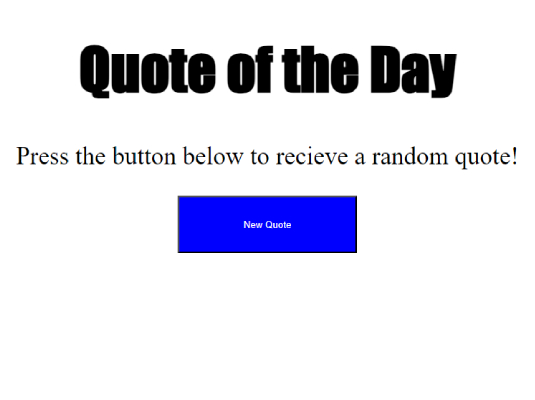 Quote of the Day
Press the button below to recieve a random quote!
New Quote